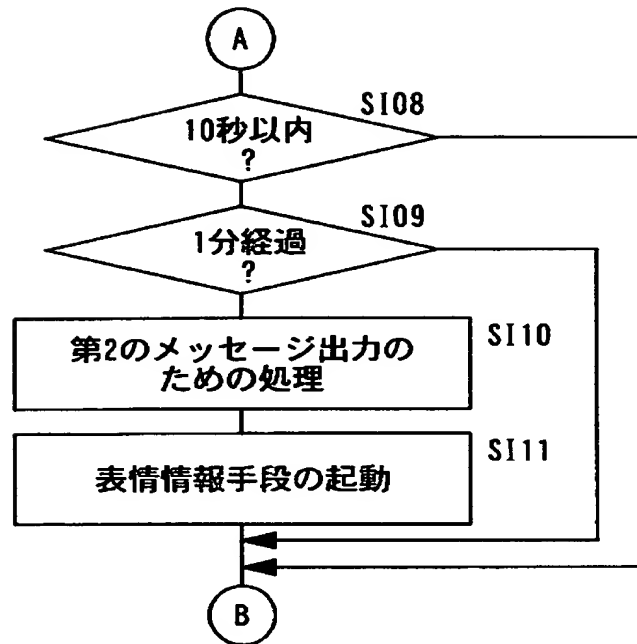 A
SI08
10秒以内
?
SI09
1分経過
?
SI10
第2のメッセージ出力の
ための処理
SI11
表情情報手段の起動
B